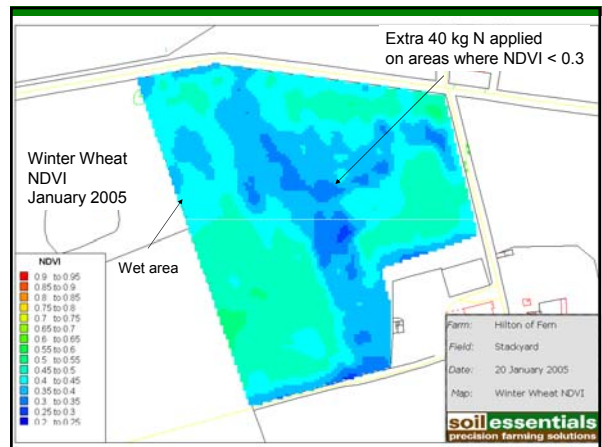 Extra 40 kg N applied
on areas where NDVI < 0.3
Winter Wheat
NDVI
January 2005
Wet area
NDVI
0.9 to 0.95
0.85 to 0.9
0.8 to 0.85
0.75 to 0.8
0.7 to 0.75
0.65 to 0.7
0.6 to 0.65
0.55 to 0.6
0.5 to 0.55
0.45 to 0.5
0.4 to 0.45
0.35 to 0.4
0.3 to 0.35
0.25 to 0.3
0.2 to 0.25
Farm: Hilton of Fern
Field: Stackyard
Date: 20 January 2005
Map: Winter Wheat NDVI
soilessentials
precision farming solutions